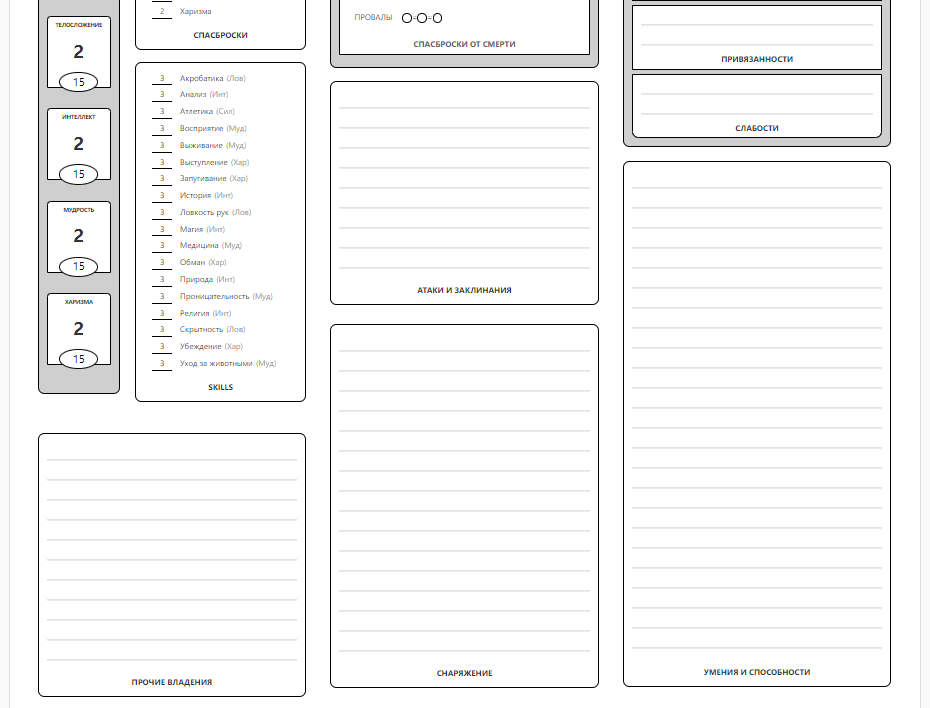 ТЕЛОСЛОЖЕНИЕ
2
15
ИНТЕЛЛЕКТ
2
15
МУДРОСТЬ
2
15
ХАРИЗМА
2
15
2 Харизма
СПАСБРОСКИ
3 Акробатика (Лов)
3 Анализ (Инт)
3 Атлетика (Сил)
3 Восприятие (Муд)
3 Выживание (Муд)
3 Выступление (Хар)
3 Запугивание (Хар)
3 История (Инт)
3 Ловкость рук (Лов)
3 Магия (Инт)
3 Медицина (Муд)
3 Обман (Хар)
3 Природа (Инт)
3 Проницательность (Муд)
3 Религия (Инт)
3 Скрытность (Лов)
3 Убеждение (Хар)
3 Уход за животными (Муд)
SKILLS
ПРОЧИЕ ВЛАДЕНИЯ
ПРОВАЛЫ
СПАСБРОСКИ ОТ СМЕРТИ
АТАКИ И ЗАКЛИНАНИЯ
СНАРЯЖЕНИЕ
ПРИВЯЗАННОСТИ
СЛАБОСТИ
УМЕНИЯ И СПОСОБНОСТИ